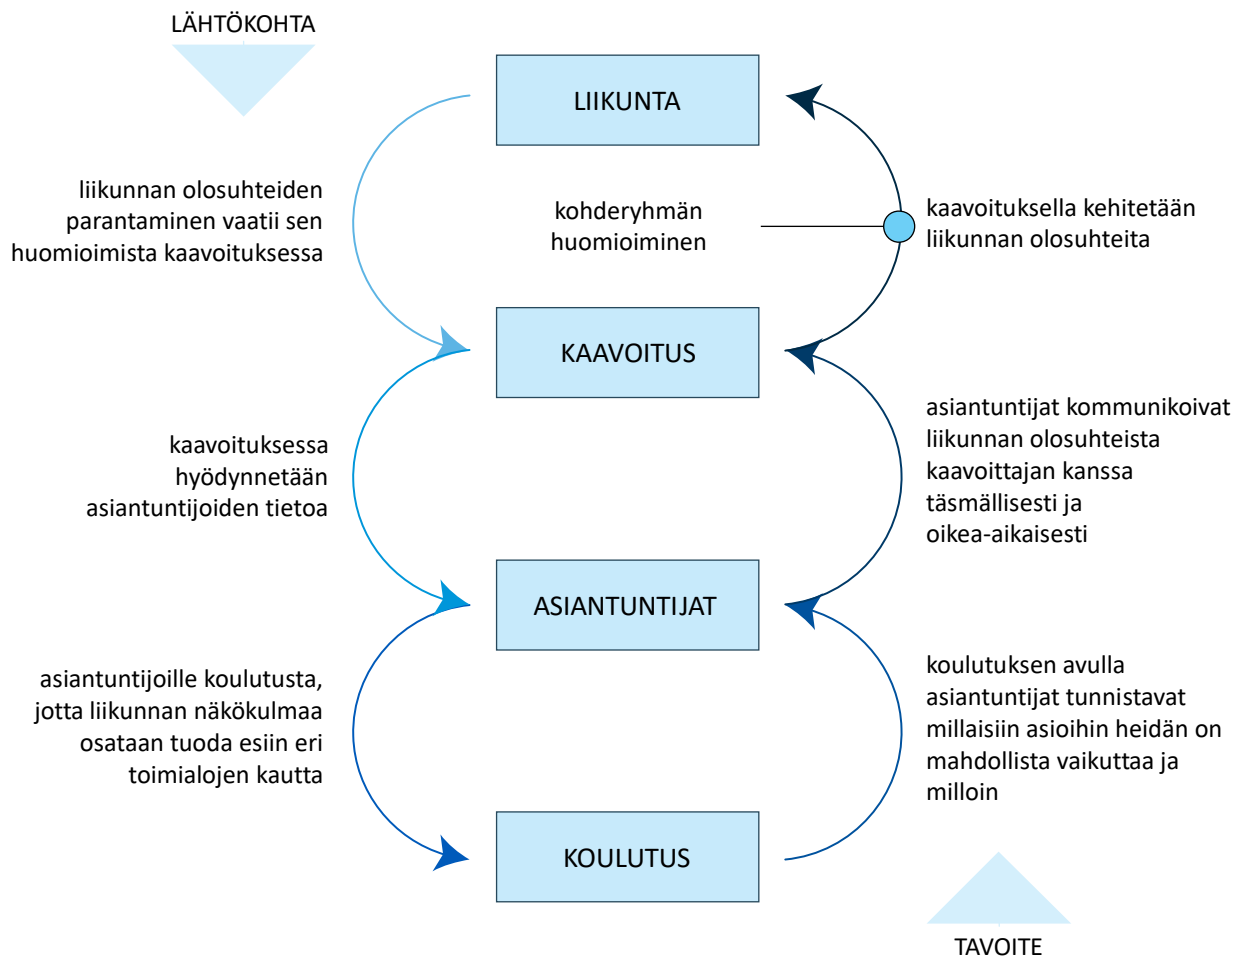 LÄHTÖKOHTA
LIIKUNTA
liikunnan olosuhteiden
parantaminen vaatii sen
huomioimista kaavoituksessa
kohderyhmän
huomioiminen
kaavoituksella kehitetään
liikunnan olosuhteita
KAAVOITUS
kaavoituksessa
hyödynnetään
asiantuntijoiden tietoa
asiantuntijat kommunikoivat
liikunnan olosuhteista
kaavoittajan kanssa
täsmällisesti ja
oikea-aikaisesti
ASIANTUNTIJAT
asiantuntijoille koulutusta,
jotta liikunnan näkökulmaa
osataan tuoda esiin eri
toimialojen kautta
koulutuksen avulla
asiantuntijat tunnistavat
millaisiin asioihin heidän on
mahdollista vaikuttaa ja
milloin
KOULUTUS
TAVOITE